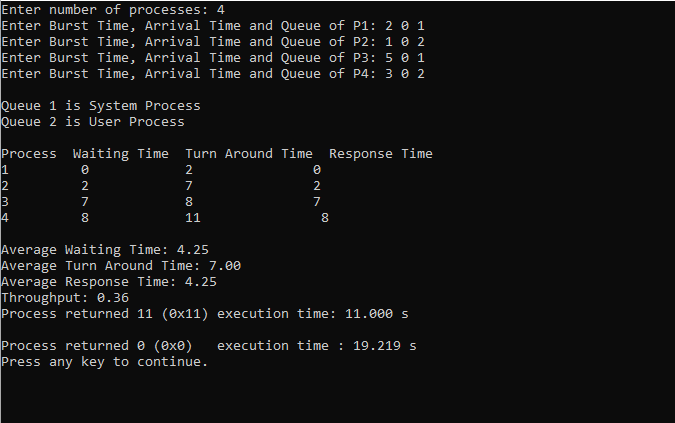 Enter number of processes: 4
Enter Burst Time, Arrival Time and Queue of P1: 2 0 1
Enter Burst Time, Arrival Time and Queue of P2: 1 0 2
Enter Burst Time, Arrival Time and Queue of P3: 5 0 1
Enter Burst Time, Arrival Time and Queue of P4: 3 0 2
Queue 1 is System Process
Queue 2 is User Process
Process  Waiting Time  Turn Around Time  Response Time
1         0            2               0
2         2            7               2
3         7            8               7
4         8            11               8
Average Waiting Time: 4.25
Average Turn Around Time: 7.00
Average Response Time: 4.25
Throughput: 0.36
Process returned 11 (0x11) execution time: 11.000 s
Process returned 0 (0x0)   execution time : 19.219 s
Press any key to continue.